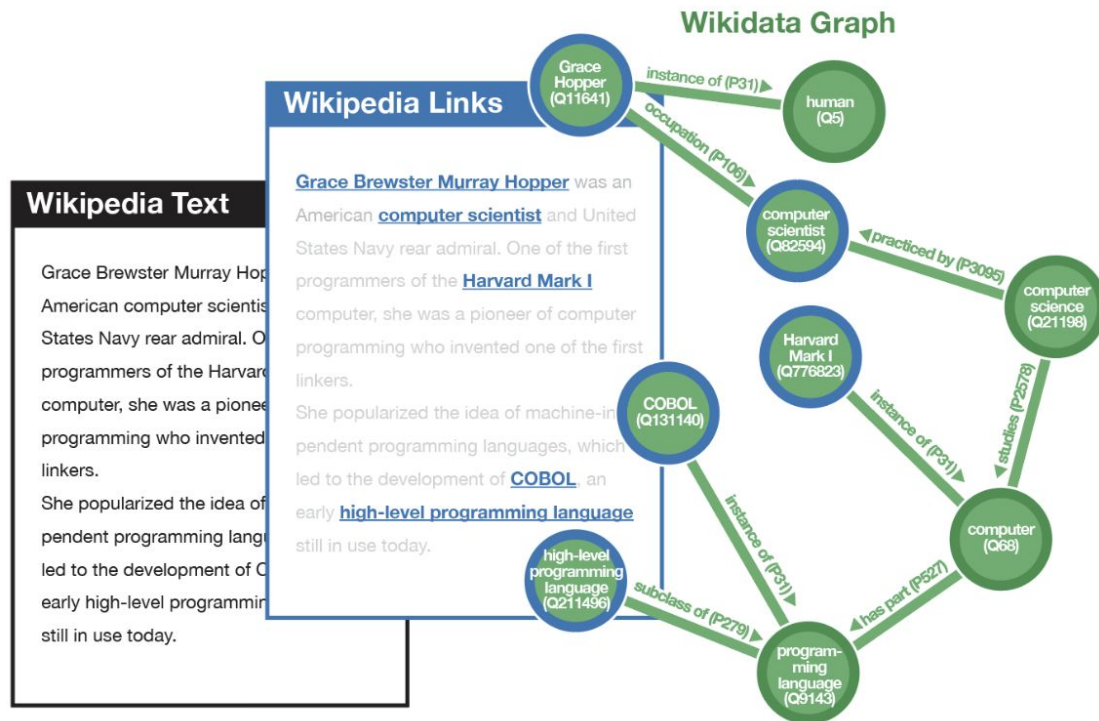 Wikidata Graph
Wikipedia Text
Grace Brewster Murray Hop
American computer scientis
States Navy rear admiral. O
programmers of the Harvar
computer, she was a pionee
programming who invented
linkers.
She popularized the idea of
pendent programming langu
led to the development of C
early high-level programmin
still in use today.
Wikipedia Links
Grace Brewster Murray Hopper was an
American computer scientist and United
States Navy rear admiral. One of the first
programmers of the Harvard Mark I
computer, she was a pioneer of computer
programming who invented one of the first
linkers.
She popularized the idea of machine-in
pendent programming languages, which
led to the development of COBOL, an
early high-level programming language
still in use today.
Grace
Hopper
(Q11641)
instance of (P31)
human
(Q5)
occupation (P106)
computer
scientist
(Q82594)
practiced by (P3095)
computer
science
(Q21198)
Harvard
Mark I
(Q776823)
studies (P2578)
COBOL
(Q131140)
instance of (P31)
computer
(Q68)
instance of (P31)
has part (P527)
high-level
programming
language
(Q211496)
subclass of (P279)
program-
ming
language
(Q9143)